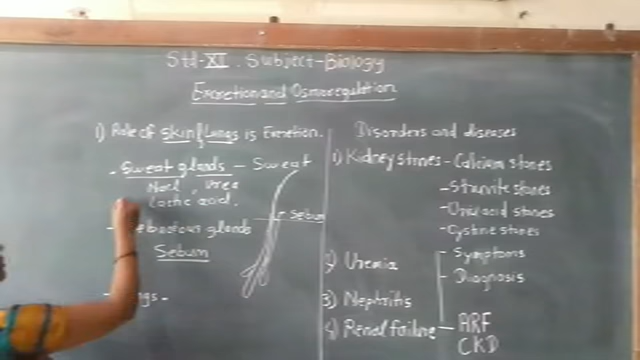 Std-XI. Subject-Biology
Excretion and Osmoregulation
1) Role of skin & Lungs is Excretion.
- Sweat glands - Sweat
Nacl, Urea
Lactic acid.
glands
Sebum
sebum
Disorders and diseases
1) Kidney stones - Calcium stones
- Struvite stones
- Uric acid stones
- Cystine stones
2) Uremia
- Symptoms
- Diagnosis
3) Nephritis
4) Renal failure - ARF
CKD